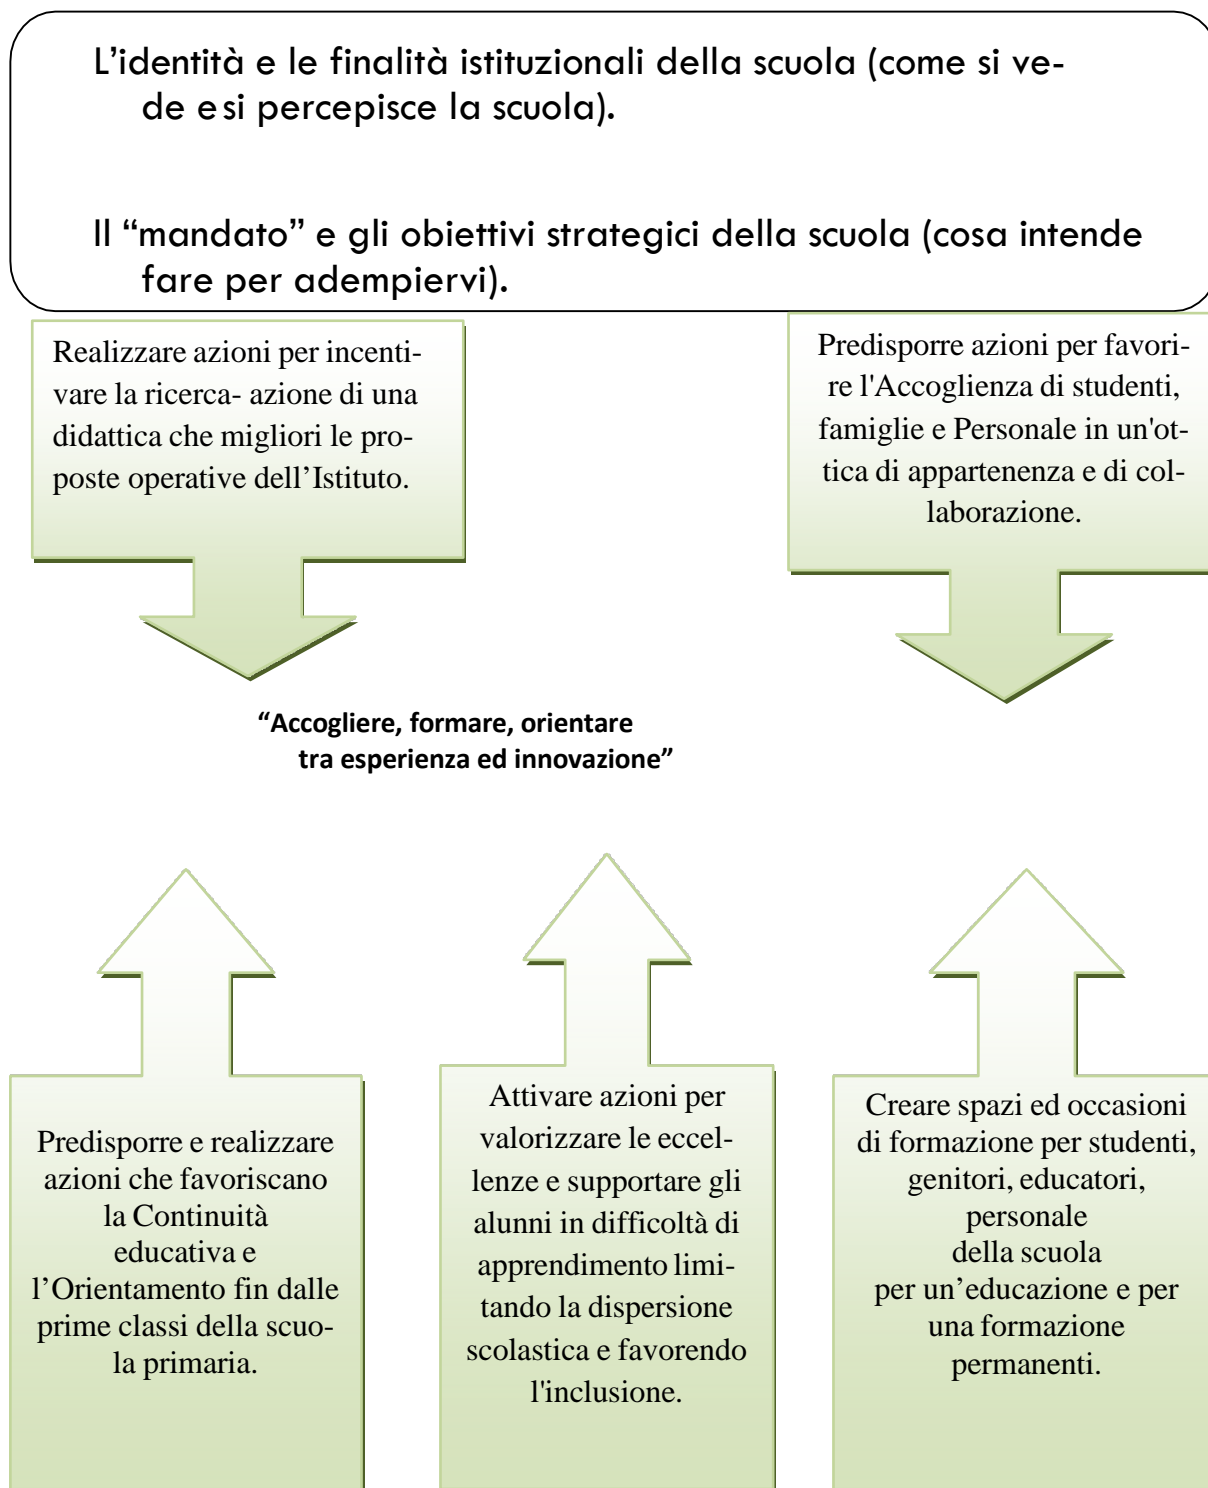 L’identità e le finalità istituzionali della scuola (come si ve-
de e si percepisce la scuola).
Il “mandato” e gli obiettivi strategici della scuola (cosa intende
fare per adempiervi).
Realizzare azioni per incenti-
vare la ricerca- azione di una
didattica che migliori le pro-
poste operative dell’Istituto.
Predisporre azioni per favori-
re l'Accoglienza di studenti,
famiglie e Personale in un'ot-
tica di appartenenza e di col-
laborazione.
“Accogliere, formare, orientare
tra esperienza ed innovazione”
Predisporre e realizzare
azioni che favoriscano
la Continuità
educativa e
l’Orientamento fin dalle
prime classi della scuo-
la primaria.
Attivare azioni per
valorizzare le eccel-
lenze e supportare gli
alunni in difficoltà di
apprendimento limi-
tando la dispersione
scolastica e favorendo
l'inclusione.
Creare spazi ed occasioni
di formazione per studenti,
genitori, educatori,
personale
della scuola
per un’educazione e per
una formazione
permanenti.